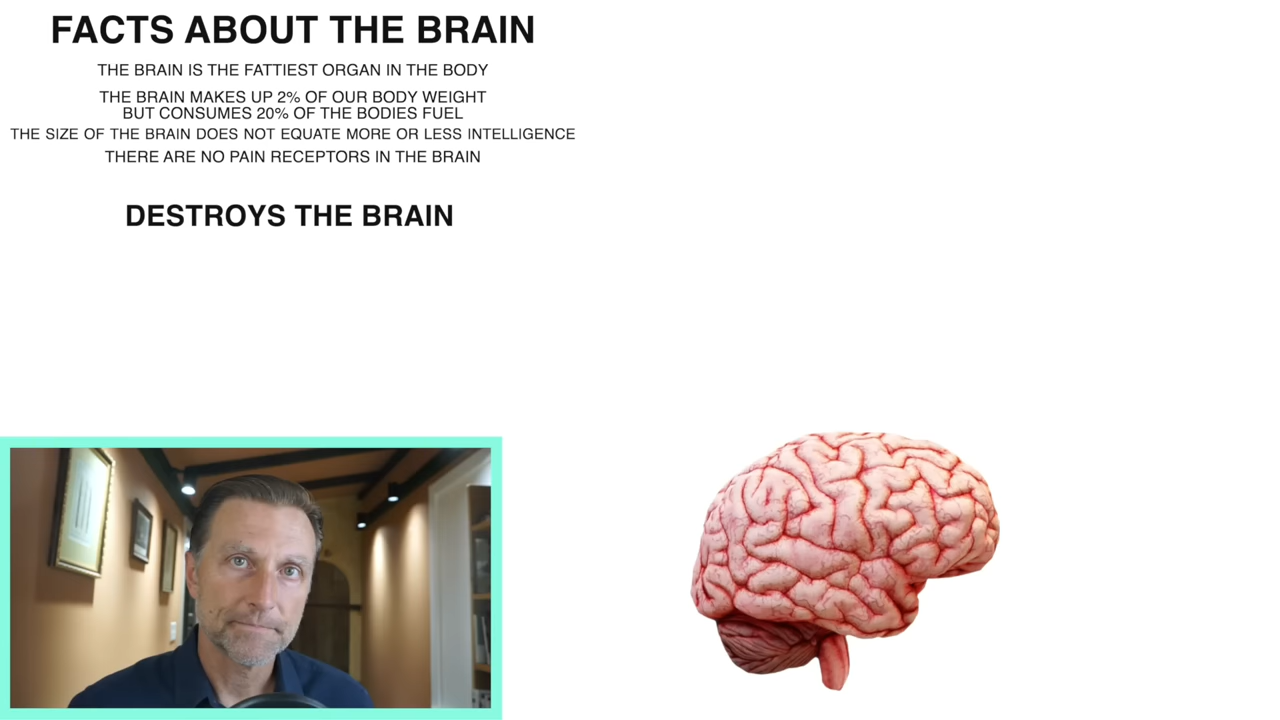 FACTS ABOUT THE BRAIN
THE BRAIN IS THE FATTIEST ORGAN IN THE BODY
THE BRAIN MAKES UP 2% OF OUR BODY WEIGHT
BUT CONSUMES 20% OF THE BODIES FUEL
THE SIZE OF THE BRAIN DOES NOT EQUATE MORE OR LESS INTELLIGENCE
THERE ARE NO PAIN RECEPTORS IN THE BRAIN
DESTROYS THE BRAIN